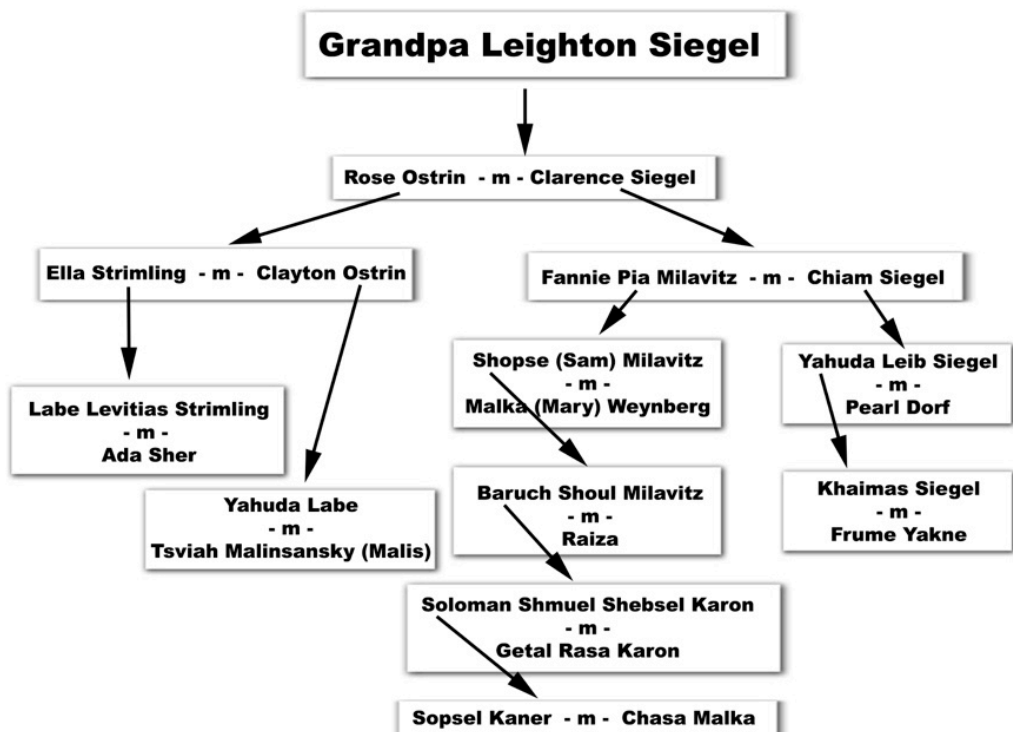 Grandpa Leighton Siegel
Rose Ostrin - m - Clarence Siegel
Ella Strimling - m - Clayton Ostrin
Fannie Pia Milavitz - m - Chiam Siegel
Labe Levitias Strimling
- m -
Ada Sher
Yahuda Labe
- m -
Tsviah Malinsansky (Malis)
Shopse (Sam) Milavitz
- m -
Malka (Mary) Weynberg
Yahuda Leib Siegel
- m -
Pearl Dorf
Baruch Shoul Milavitz
- m -
Raiza
Khaimas Siegel
- m -
Frume Yakne
Soloman Shmuel Shebsel Karon
- m -
Getal Rasa Karon
Sopsel Kaner - m - Chasa Malka